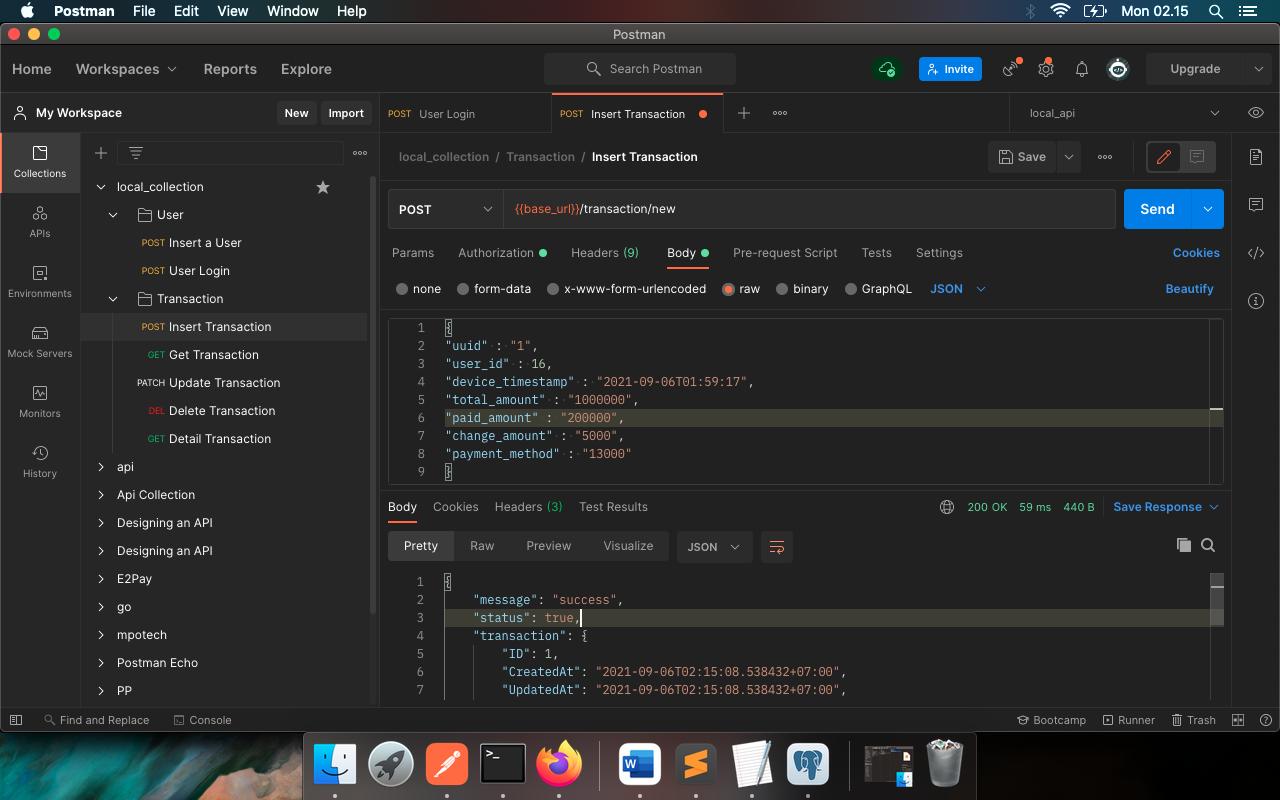 Postman File Edit View Window Help Mon 02.15
Postman
Home Workspaces Reports Explore Search Postman Invite Upgrade
My Workspace New Import
POST User Login POST Insert Transaction local_api
Collections
APIs
Environments
Mock Servers
Monitors
History
local_collection
User
POST Insert a User
POST User Login
Transaction
POST Insert Transaction
GET Get Transaction
PATCH Update Transaction
DEL Delete Transaction
GET Detail Transaction
api
Api Collection
Designing an API
Designing an API
E2Pay
go
mpotech
Postman Echo
PP
local_collection / Transaction / Insert Transaction Save
POST {{base_url}}/transaction/new Send
Params Authorization Headers (9) Body Pre-request Script Tests Settings Cookies
none form-data x-www-form-urlencoded raw binary GraphQL JSON Beautify
1 {
2 "uuid" : "1",
3 "user_id" : 16,
4 "device_timestamp" : "2021-09-06T01:59:17",
5 "total_amount" : "1000000",
6 "paid_amount" : "200000",
7 "change_amount" : "5000",
8 "payment_method" : "13000"
9 }
Body Cookies Headers (3) Test Results 200 OK 59 ms 440 B Save Response
Pretty Raw Preview Visualize JSON
1 {
2 "message": "success",
3 "status": true,
4 "transaction": {
5 "ID": 1,
6 "CreatedAt": "2021-09-06T02:15:08.538432+07:00",
7 "UpdatedAt": "2021-09-06T02:15:08.538432+07:00",
Find and Replace Console Bootcamp Runner Trash